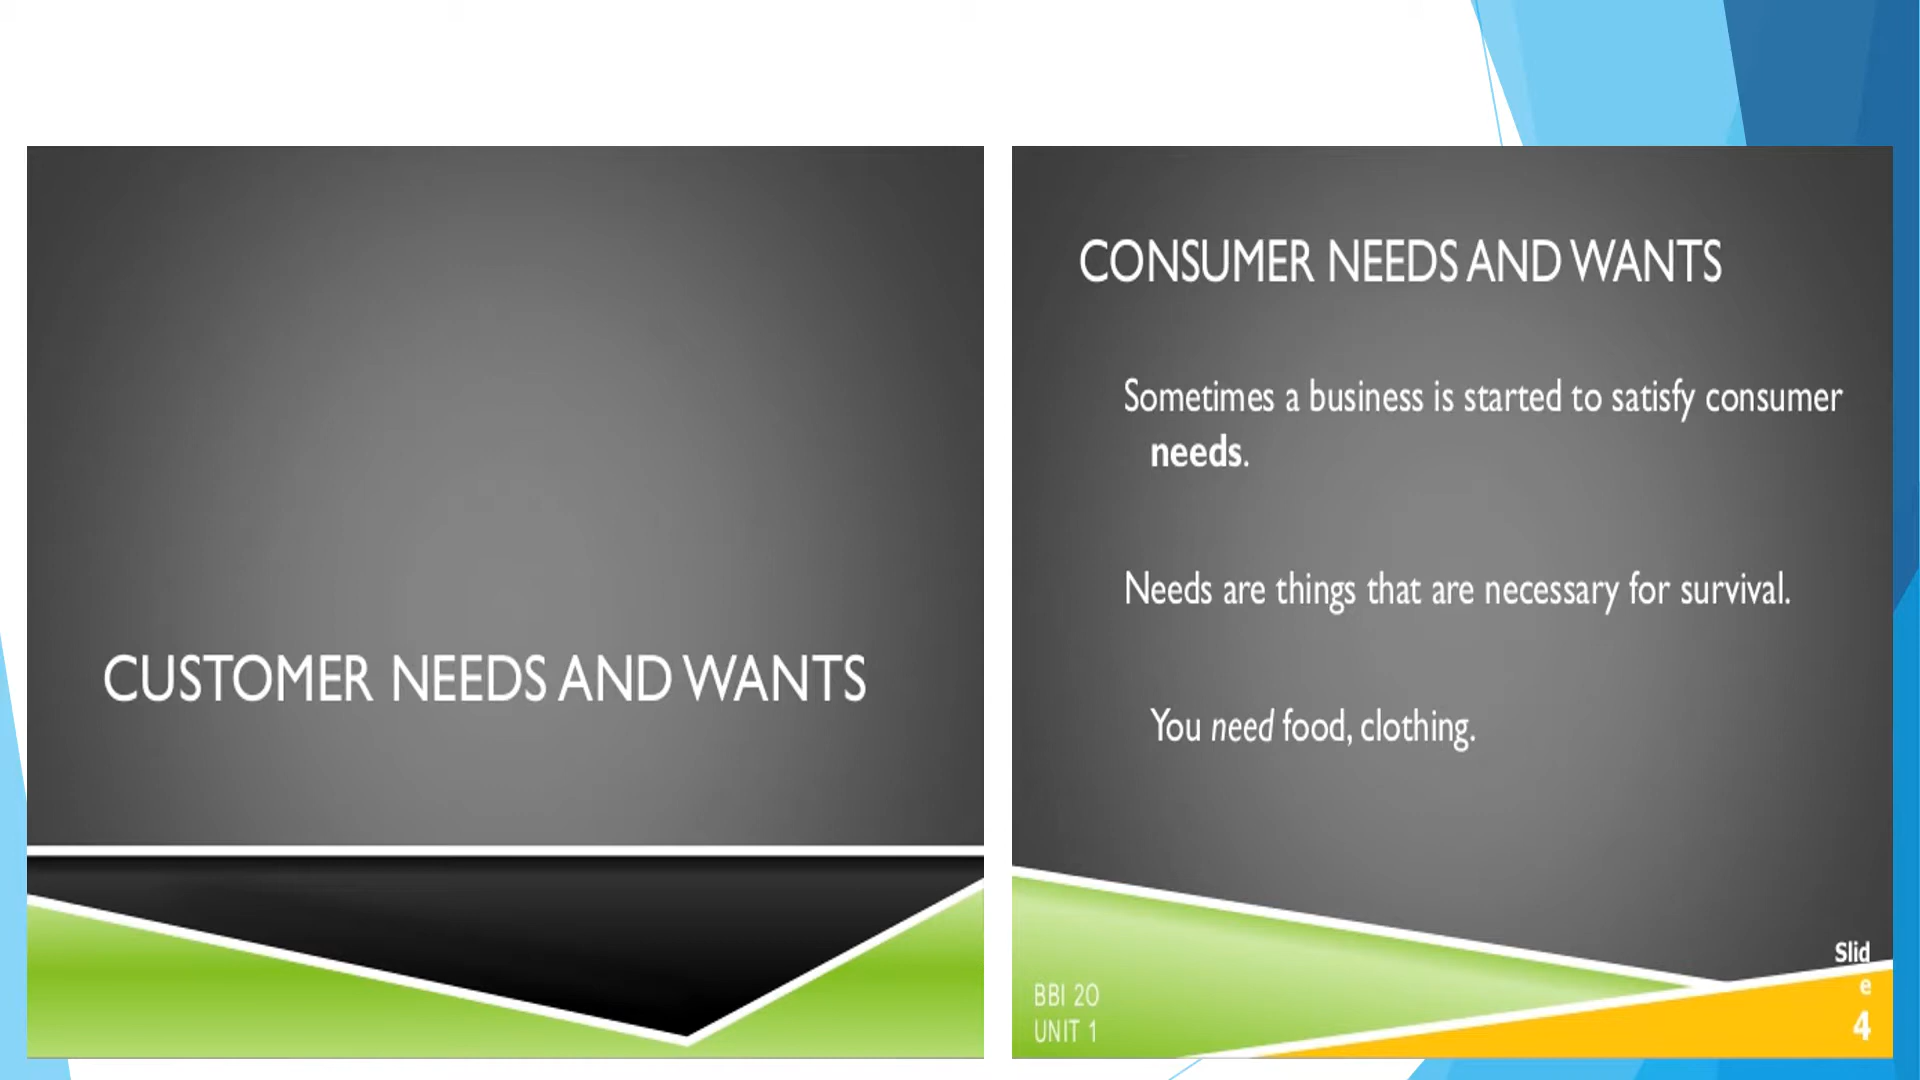 CUSTOMER NEEDS AND WANTS
CONSUMER NEEDS AND WANTS
Sometimes a business is started to satisfy consumer
needs.
Needs are things that are necessary for survival.
You need food, clothing.
BBI 2O
UNIT 1
Slid
e
4